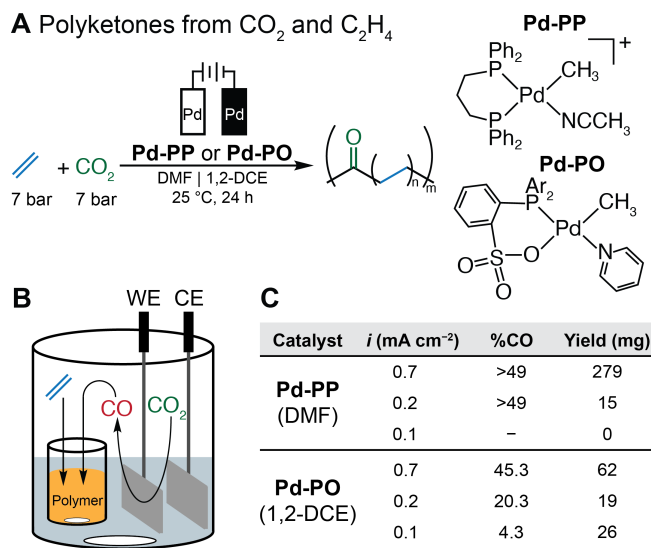 A Polyketones from CO2 and C2H4
Pd Pd
Pd-PP or Pd-PO
+ CO2
DMF | 1,2-DCE
7 bar 7 bar
25 °C, 24 h
O
n m
Pd-PP
+
Ph2
P
CH3
Pd
P
NCCH3
Ph2
Pd-PO
Ar2
P
CH3
Pd
S O
N
O
O
B
WE CE
CO CO2
Polymer
C
Catalyst i (mA cm−2) %CO Yield (mg)
Pd-PP (DMF) 0.7 >49 279
0.2 >49 15
0.1 – 0
Pd-PO (1,2-DCE) 0.7 45.3 62
0.2 20.3 19
0.1 4.3 26